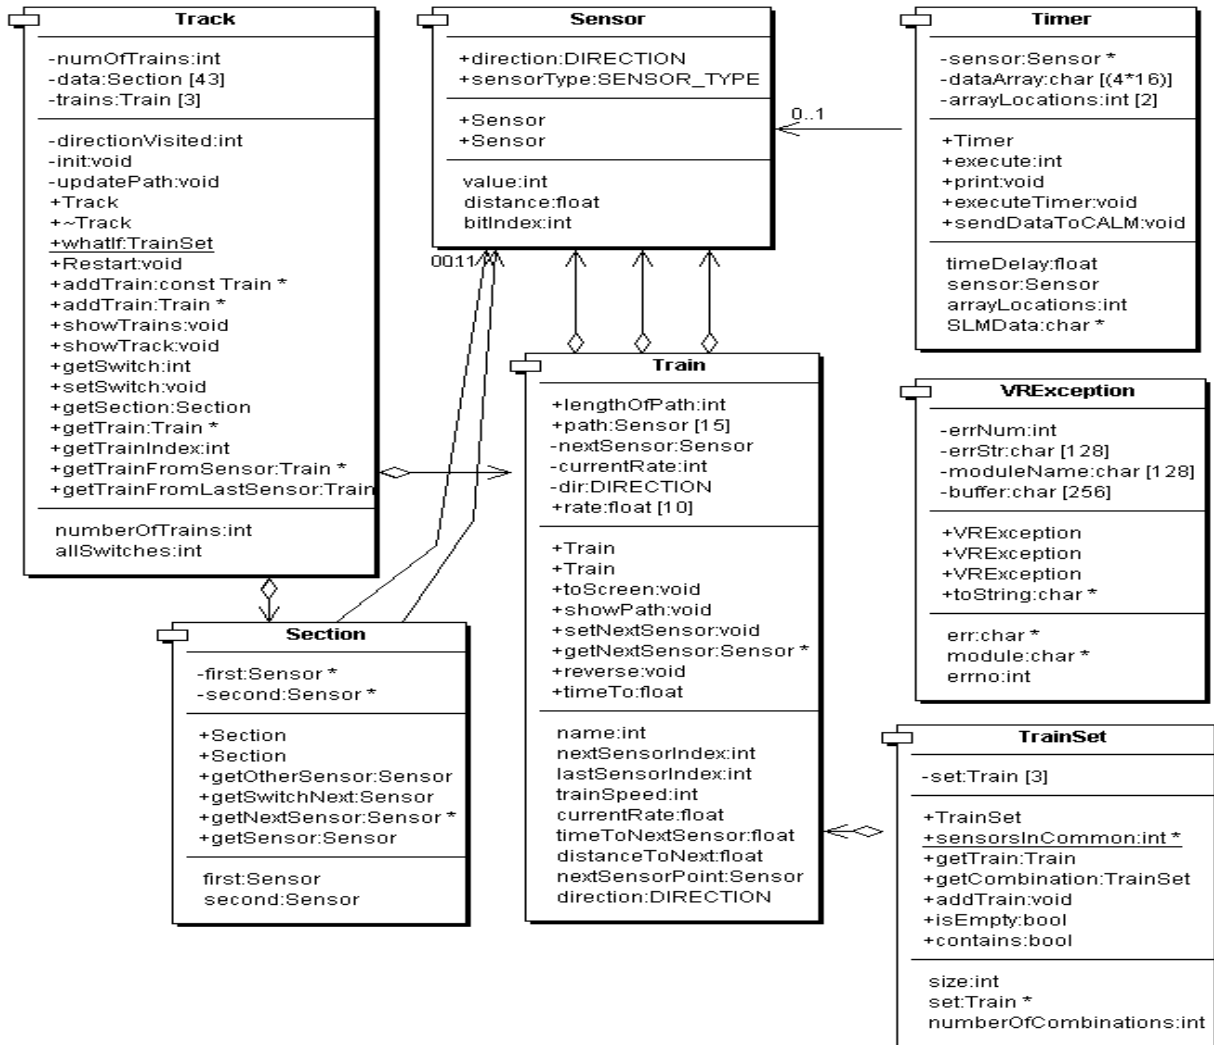 Track
-numOfTrains:int
-data:Section [43]
-trains:Train [3]
-directionVisited:int
-init:void
-updatePath:void
+Track
+~Track
+whatIf:TrainSet
+Restart:void
+addTrain:const Train *
+addTrain:Train *
+showTrains:void
+showTrack:void
+getSwitch:int
+setSwitch:void
+getSection:Section
+getTrain:Train *
+getTrainIndex:int
+getTrainFromSensor:Train *
+getTrainFromLastSensor:Train
numberOfTrains:int
allSwitches:int
Sensor
+direction:DIRECTION
+sensorType:SENSOR_TYPE
+Sensor
+Sensor
value:int
distance:float
bitIndex:int
0..1
Timer
-sensor:Sensor *
-dataArray:char [(4*16)]
-arrayLocations:int [2]
+Timer
+execute:int
+print:void
+executeTimer:void
+sendDataToCALM:void
timeDelay:float
sensor:Sensor
arrayLocations:int
SLMData:char *
Train
+lengthOfPath:int
+path:Sensor [15]
-nextSensor:Sensor
-currentRate:int
-dir:DIRECTION
+rate:float [10]
+Train
+Train
+toScreen:void
+showPath:void
+setNextSensor:void
+getNextSensor:Sensor *
+reverse:void
+timeTo:float
name:int
nextSensorIndex:int
lastSensorIndex:int
trainSpeed:int
currentRate:float
timeToNextSensor:float
distanceToNext:float
nextSensorPoint:Sensor
direction:DIRECTION
VRException
-errNum:int
-errStr:char [128]
-moduleName:char [128]
-buffer:char [256]
+VRException
+VRException
+VRException
+toString:char *
err:char *
module:char *
errno:int
Section
-first:Sensor *
-second:Sensor *
+Section
+Section
+getOtherSensor:Sensor
+getSwitchNext:Sensor
+getNextSensor:Sensor *
+getSensor:Sensor
first:Sensor
second:Sensor
TrainSet
-set:Train [3]
+TrainSet
+sensorsInCommon:int *
+getTrain:Train
+getCombination:TrainSet
+addTrain:void
+isEmpty:bool
+contains:bool
size:int
set:Train *
numberOfCombinations:int